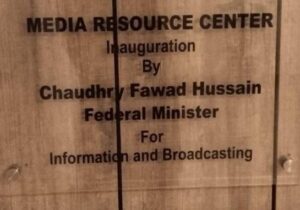 MEDIA RESOURCE CENTER
Inauguration
By
Chaudhry Fawad Hussain
Federal Minister
For
Information and Broadcasting